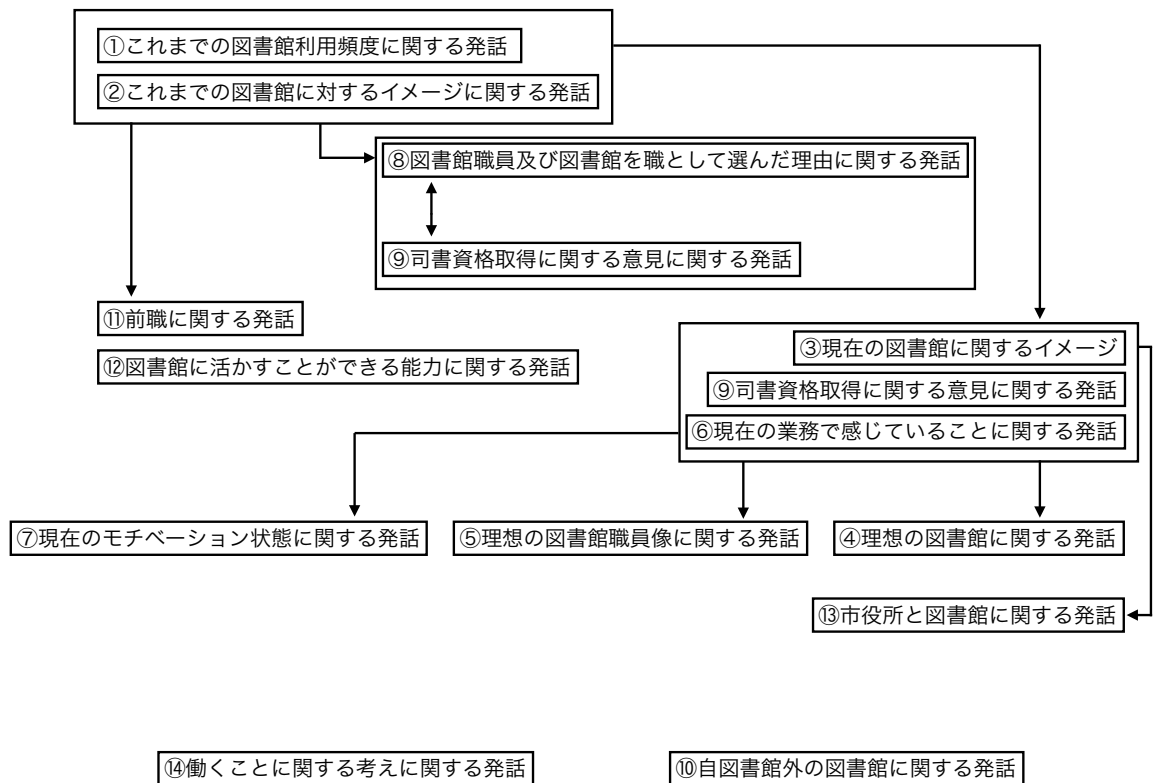 ①これまでの図書館利用頻度に関する発話
②これまでの図書館に対するイメージに関する発話
⑧図書館職員及び図書館を職として選んだ理由に関する発話
⑨司書資格取得に関する意見に関する発話
⑪前職に関する発話
⑫図書館に活かすことができる能力に関する発話
③現在の図書館に関するイメージ
⑨司書資格取得に関する意見に関する発話
⑥現在の業務で感じていることに関する発話
⑦現在のモチベーション状態に関する発話
⑤理想の図書館職員像に関する発話
④理想の図書館に関する発話
⑬市役所と図書館に関する発話
⑭働くことに関する考えに関する発話
⑩自図書館外の図書館に関する発話